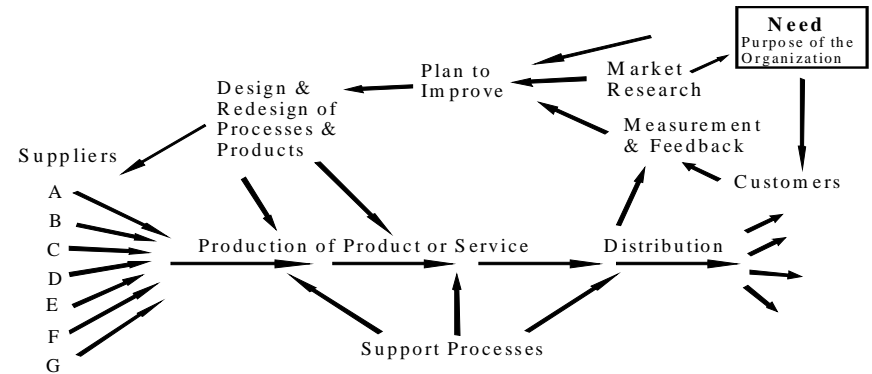 Need
Purpose of the
Organization
Plan to
Improve
Market
Research
Design &
Redesign of
Processes &
Products
Measurement
& Feedback
Suppliers
Customers
A
B
C
D
E
F
G
Production of Product or Service
Distribution
Support Processes